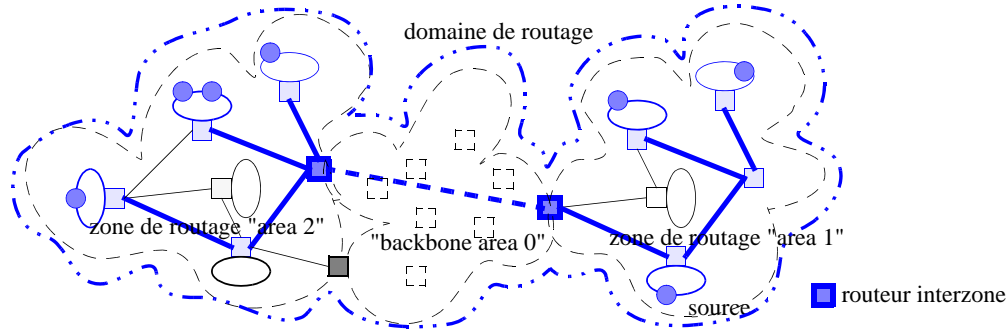 domaine de routage
zone de routage "area 2"
"backbone area 0"
zone de routage "area 1"
source
routeur interzone